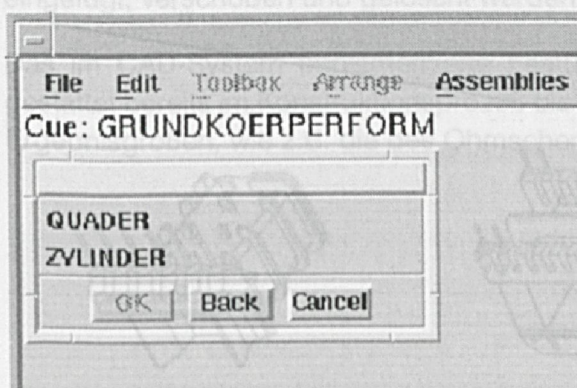 File Edit Toolbox Arrange Assemblies
Cue: GRUNDKOERPERFORM
QUADER
ZYLINDER
OK Back Cancel